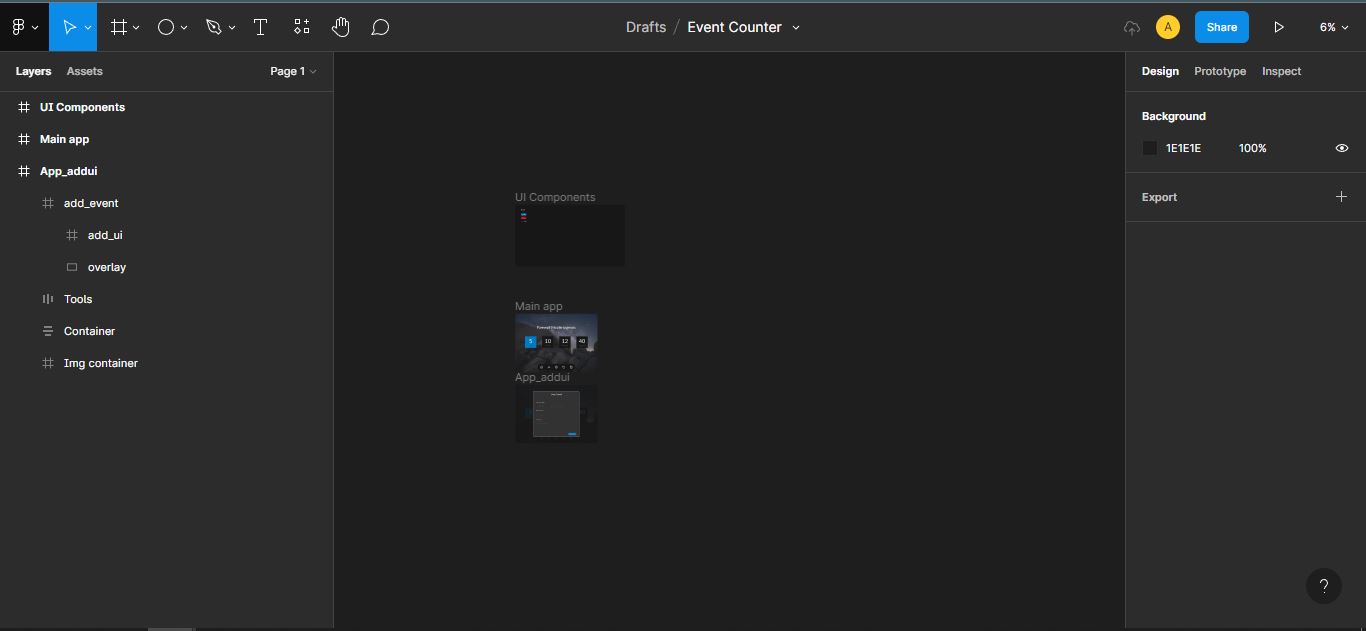 Drafts / Event Counter
A
Share
6%
Layers
Assets
Page 1
UI Components
Main app
App_addui
add_event
add_ui
overlay
Tools
Container
Img container
UI Components
Main app
5 10 12 40
App_addui
Design
Prototype
Inspect
Background
1E1E1E
100%
Export
?